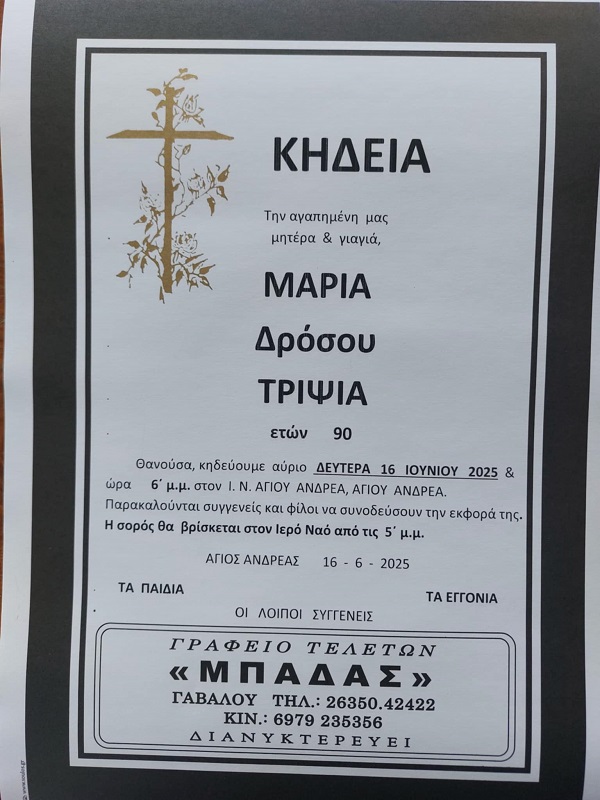 ΚΗΔΕΙΑ
Την αγαπημένη μας
μητέρα & γιαγιά,
ΜΑΡΙΑ
Δρόσου
ΤΡΙΨΙΑ
ετών 90
Θανούσα, κηδεύουμε αύριο ΔΕΥΤΕΡΑ 16 ΙΟΥΝΙΟΥ 2025 &
ώρα 6΄ μ.μ. στον Ι. Ν. ΑΓΙΟΥ ΑΝΔΡΕΑ, ΑΓΙΟΥ ΑΝΔΡΕΑ.
Παρακαλούνται συγγενείς και φίλοι να συνοδεύσουν την εκφορά της.
Η σορός θα βρίσκεται στον Ιερό Ναό από τις 5΄ μ.μ.
ΑΓΙΟΣ ΑΝΔΡΕΑΣ 16 - 6 - 2025
ΤΑ ΠΑΙΔΙΑ ΤΑ ΕΓΓΟΝΙΑ
ΟΙ ΛΟΙΠΟΙ ΣΥΓΓΕΝΕΙΣ
ΓΡΑΦΕΙΟ ΤΕΛΕΤΩΝ
«ΜΠΑΔΑΣ»
ΓΑΒΑΛΟΥ ΤΗΛ.: 26350.42422
ΚΙΝ.: 6979 235356
ΔΙΑΝΥΚΤΕΡΕΥΕΙ